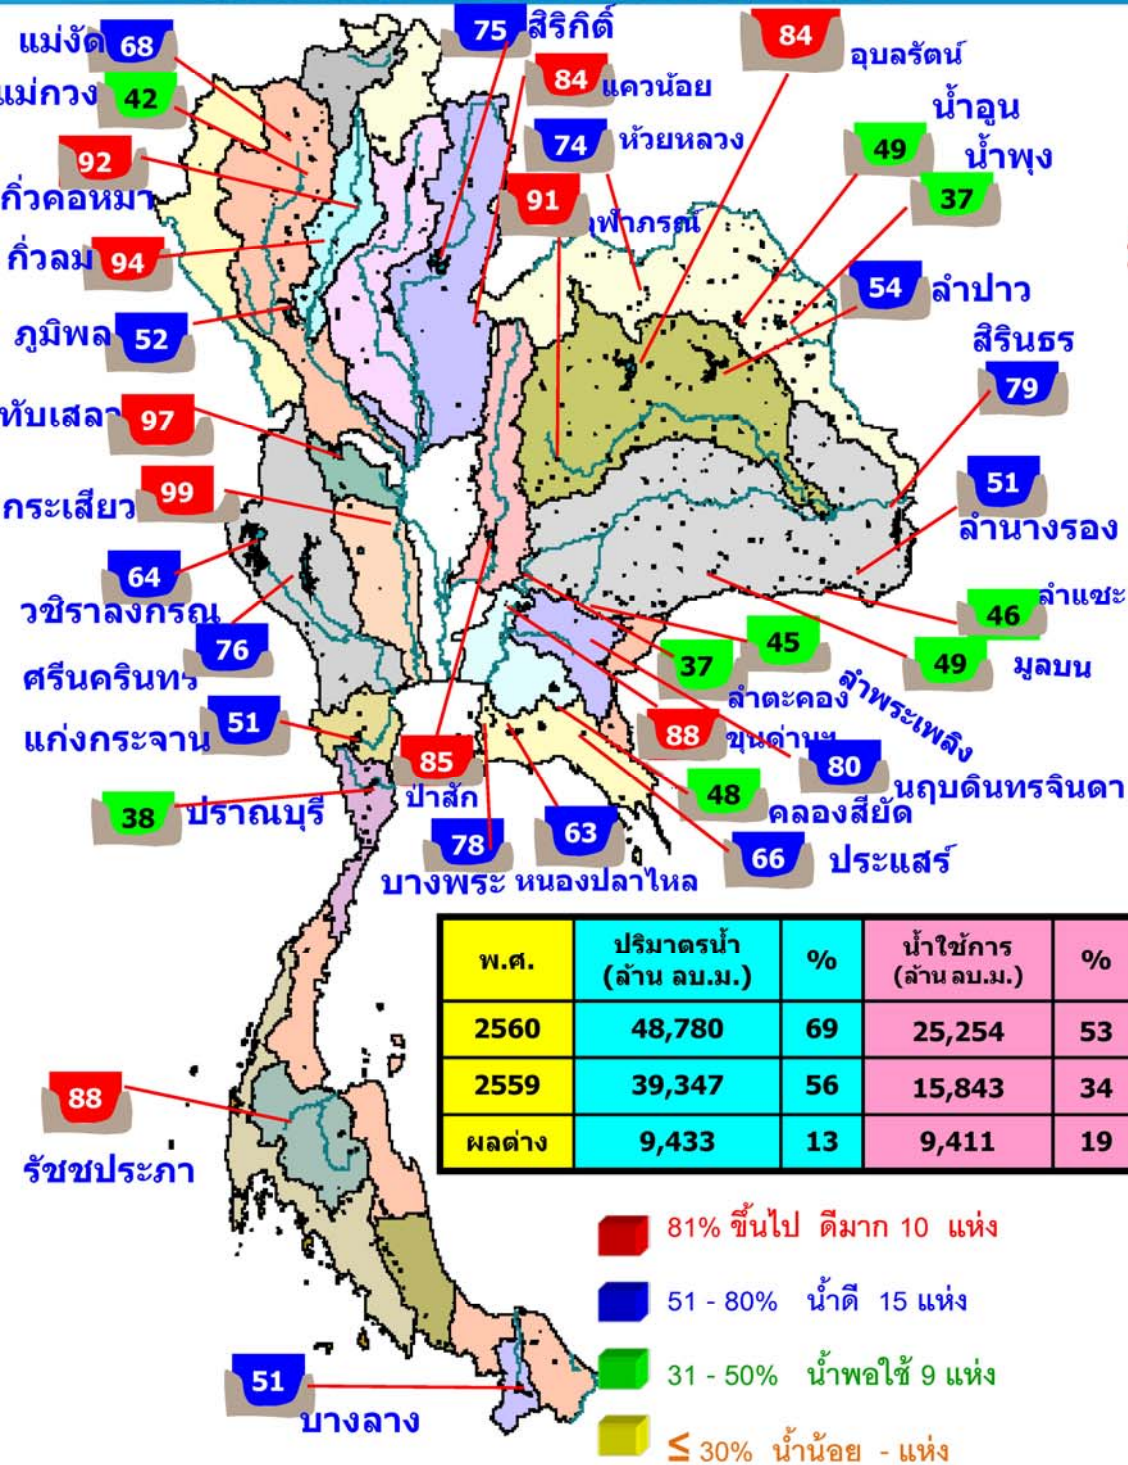 แม่งัด 68
75 สิริกิติ์
84 อุบลรัตน์
แม่กวง 42
84 แควน้อย
น้ำอูน
92
74 ห้วยหลวง
49 น้ำพุง
กิ่วคอหมา
91
37
กิ่วลม 94
54 ลำปาว
ภูมิพล 52
สิรินธร
79
ทับเสลา 97
กระเสียว 99
51
ลำนางรอง
64
วชิราลงกรณ
46 ลำแซะ
76
45
ศรีนครินทร
37
49 มูลบน
ลำตะคอง
ลำพระเพลิง
แก่งกระจาน 51
88 ขุนด่านฯ
85
ป่าสัก
80
นฤบดินทรจินดา
38 ปราณบุรี
48
คลองสียัด
78
63
66 ประแสร์
บางพระ หนองปลาไหล
พ.ศ. ปริมาตรน้ำ (ล้าน ลบ.ม.) % น้ำใช้การ (ล้าน ลบ.ม.) %
2560 48,780 69 25,254 53
2559 39,347 56 15,843 34
ผลต่าง 9,433 13 9,411 19
88
รัชชประภา
81% ขึ้นไป ดีมาก 10 แห่ง
51 - 80% น้ำดี 15 แห่ง
31 - 50% น้ำพอใช้ 9 แห่ง
≤ 30% น้ำน้อย - แห่ง
51
บางลาง